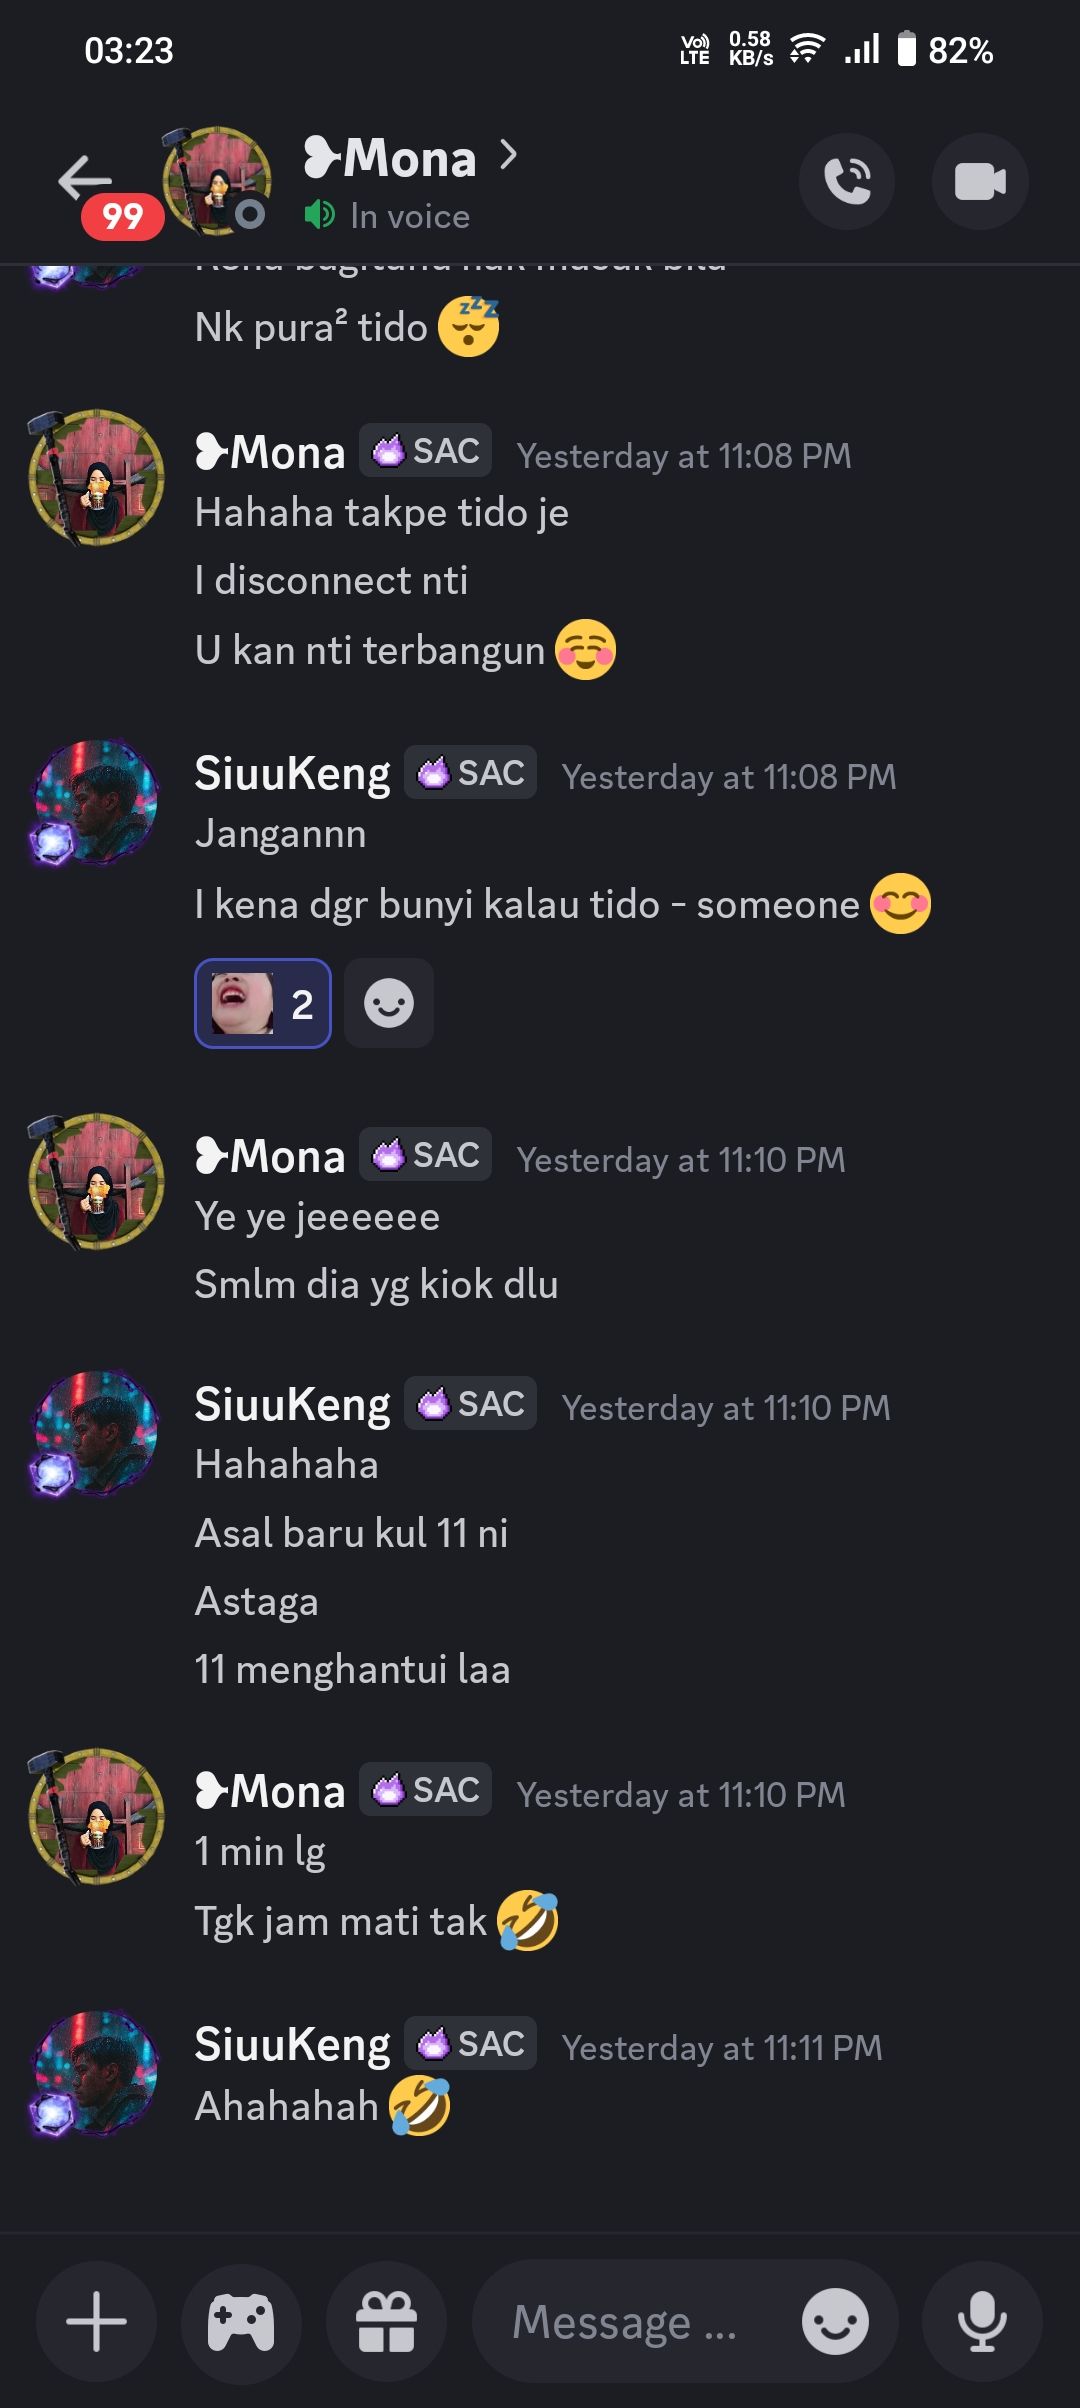 03:23
Vo) LTE
0.58 KB/s
82%
99
❥Mona
In voice
Nk pura² tido 😴
❥Mona SAC Yesterday at 11:08 PM
Hahaha takpe tido je
I disconnect nti
U kan nti terbangun ☺️
SiuuKeng SAC Yesterday at 11:08 PM
Jangannn
I kena dgr bunyi kalau tido - someone 😊
2
❥Mona SAC Yesterday at 11:10 PM
Ye ye jeeeeee
Smlm dia yg kiok dlu
SiuuKeng SAC Yesterday at 11:10 PM
Hahahaha
Asal baru kul 11 ni
Astaga
11 menghantui laa
❥Mona SAC Yesterday at 11:10 PM
1 min lg
Tgk jam mati tak 🤣
SiuuKeng SAC Yesterday at 11:11 PM
Ahahahah 🤣
Message ...